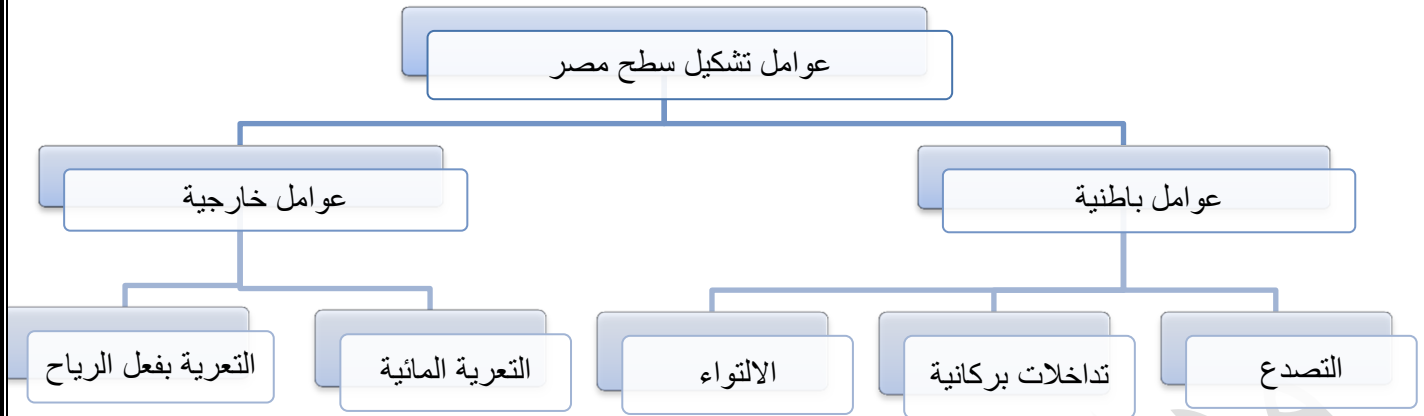 عوامل تشكيل سطح مصر
عوامل باطنية
عوامل خارجية
التصدع
تداخلات بركانية
الالتواء
التعرية المائية
التعرية بفعل الرياح